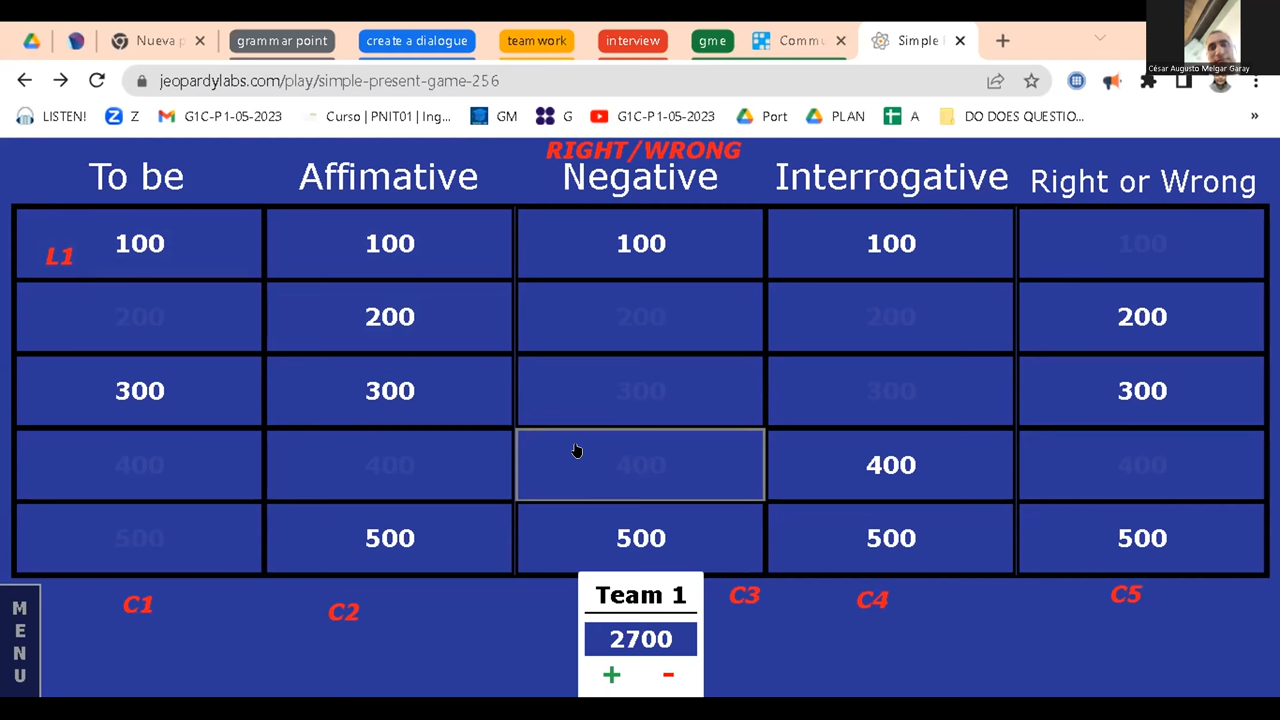 César Augusto Melgar Garay
Nueva p
grammar point
create a dialogue
teamwork
interview
gme
Commu
Simple
jeopardylabs.com/play/simple-present-game-256
LISTEN! Z G1C-P1-05-2023 Curso | PNIT01 | Ing... GM G G1C-P1-05-2023 Port PLAN A DO DOES QUESTIO... »
RIGHT/WRONG
To be Affimative Negative Interrogative Right or Wrong
L1 100 100 100 100 100
200 200 200 200 200
300 300 300 300 300
400 400 400 400 400
500 500 500 500 500
C1 C2 C3 C4 C5
MENU
Team 1
2700
+ -